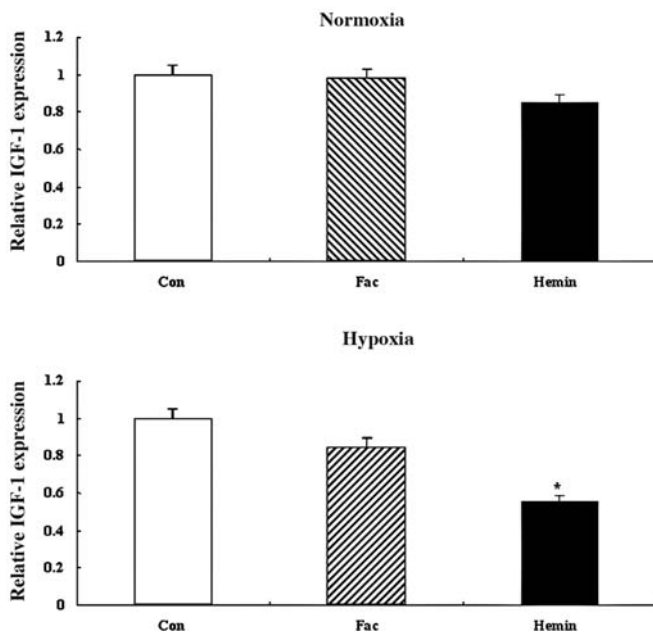 Normoxia
Relative IGF-1 expression
1.2
1
0.8
0.6
0.4
0.2
0
Con Fac Hemin
Hypoxia
Relative IGF-1 expression
1.2
1
0.8
0.6
0.4
0.2
0
*
Con Fac Hemin